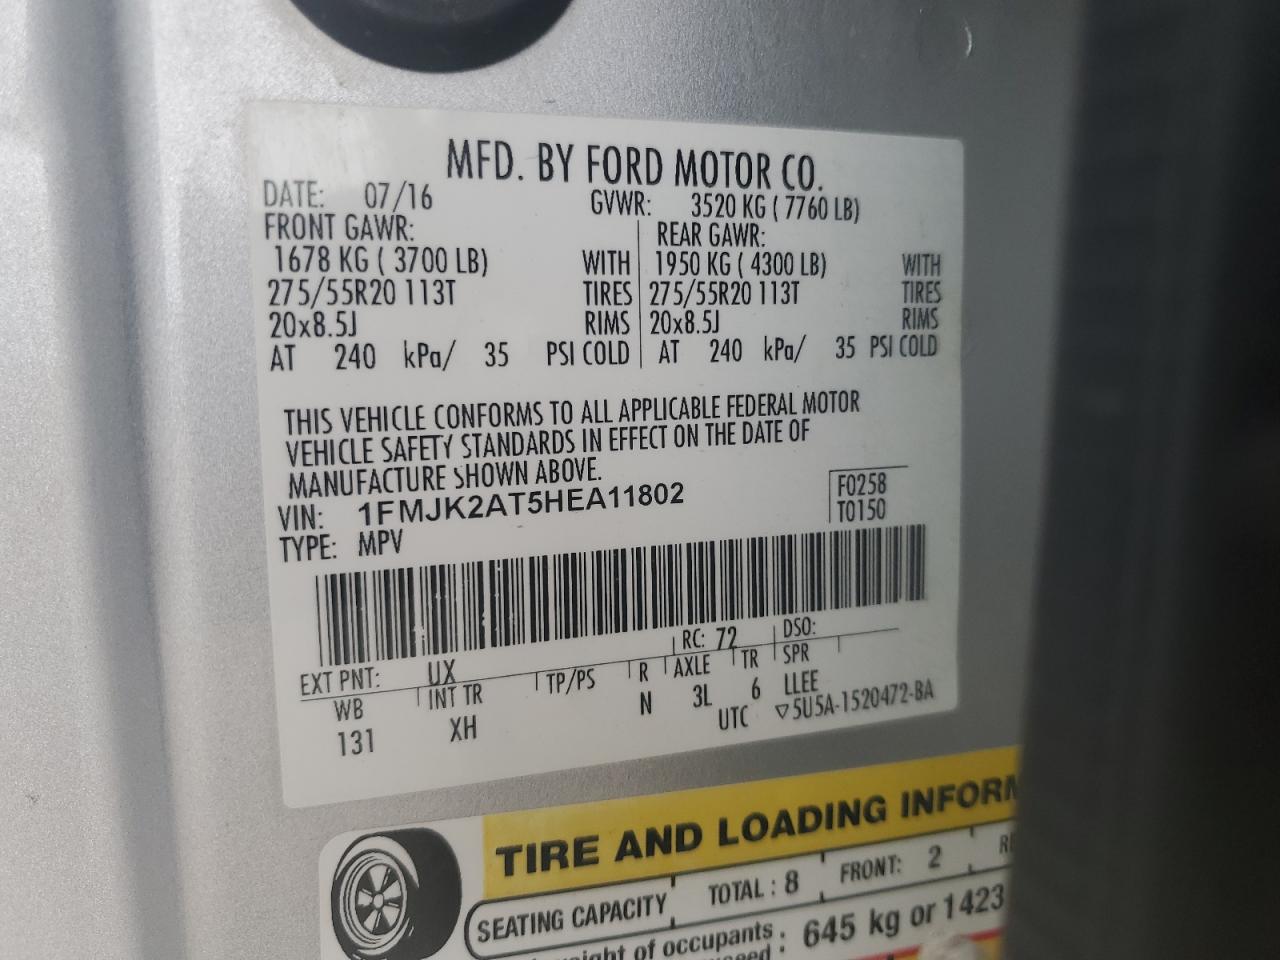 MFD. BY FORD MOTOR CO.
DATE: 07/16 GVWR: 3520 KG ( 7760 LB)
FRONT GAWR: REAR GAWR:
1678 KG ( 3700 LB) WITH 1950 KG ( 4300 LB) WITH
275/55R20 113T TIRES 275/55R20 113T TIRES
20x8.5J RIMS 20x8.5J RIMS
AT 240 kPa/ 35 PSI COLD AT 240 kPa/ 35 PSI COLD
THIS VEHICLE CONFORMS TO ALL APPLICABLE FEDERAL MOTOR
VEHICLE SAFETY STANDARDS IN EFFECT ON THE DATE OF
MANUFACTURE SHOWN ABOVE.
VIN: 1FMJK2AT5HEA11802 F0258
TYPE: MPV T0150
EXT PNT: UX RC: 72 DSO:
WB INT TR TP/PS R AXLE TR SPR
131 XH N 3L 6 LLEE
UTC ▽5U5A-1520472-BA
TIRE AND LOADING
SEATING CAPACITY TOTAL : 8 FRONT: 2
of occupants : 645 kg or 1423